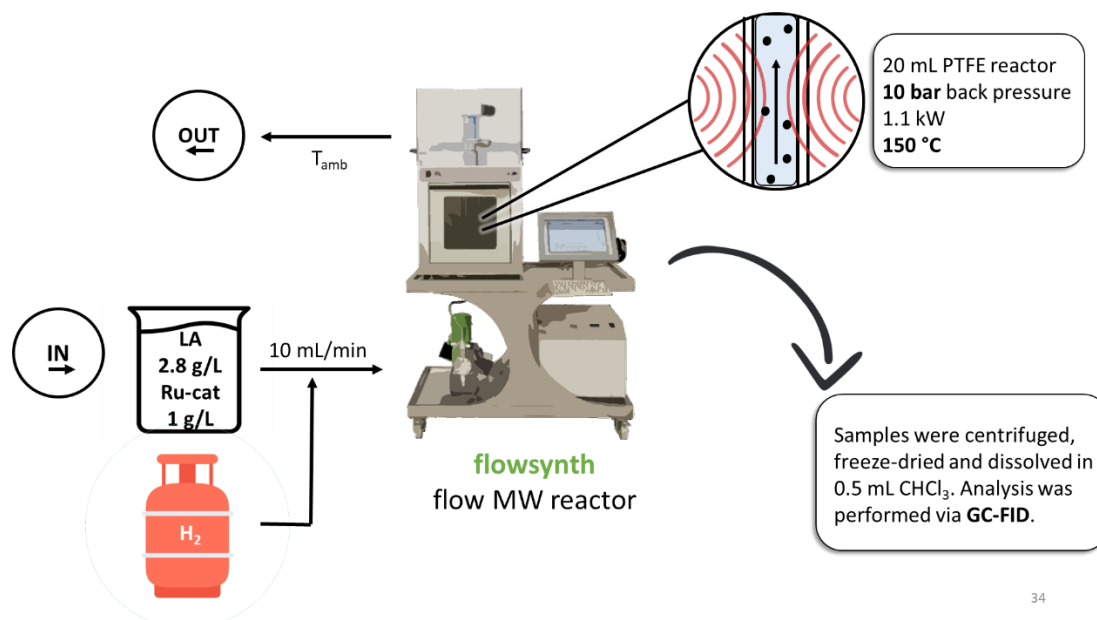 20 mL PTFE reactor
10 bar back pressure
1.1 kW
150 °C
OUT
T_amb
IN
LA
2.8 g/L
Ru-cat
1 g/L
10 mL/min
H₂
flowsynth
flow MW reactor
Samples were centrifuged,
freeze-dried and dissolved in
0.5 mL CHCl₃. Analysis was
performed via GC-FID.
34